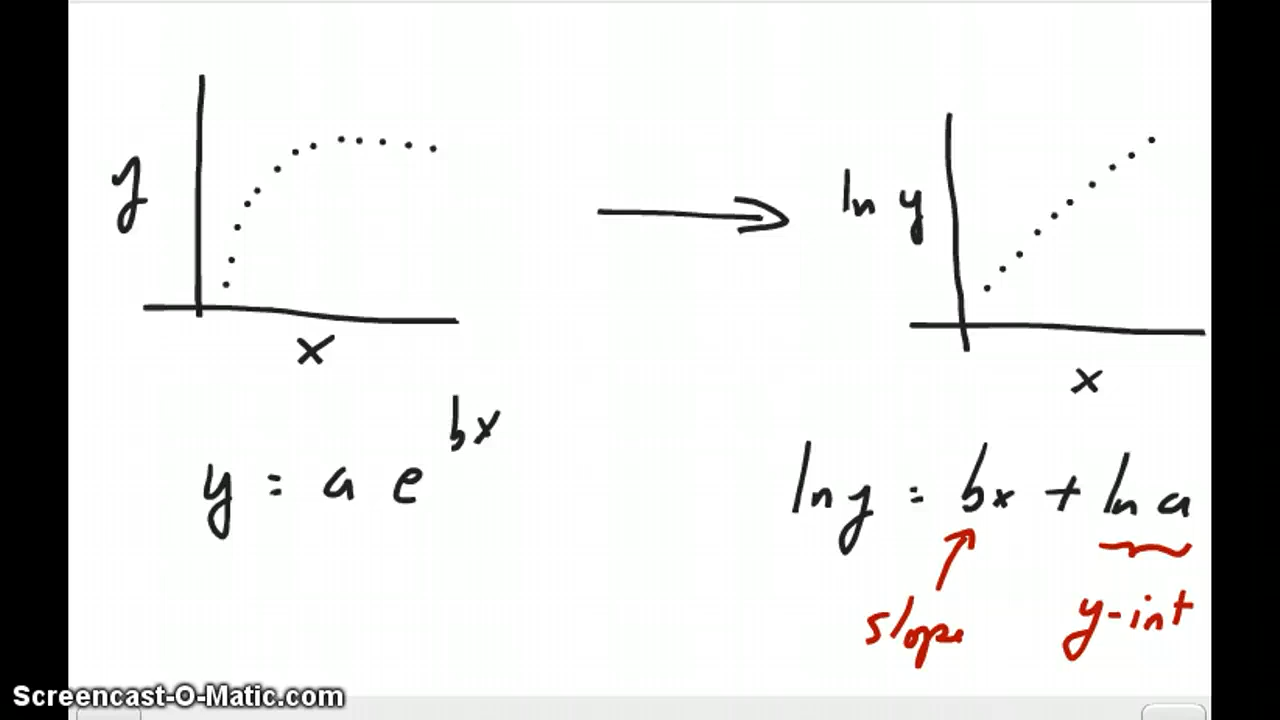 y
x
ln y
x
y = a e^bx
ln y = bx + ln a
slope
y-int
Screencast-O-Matic.com